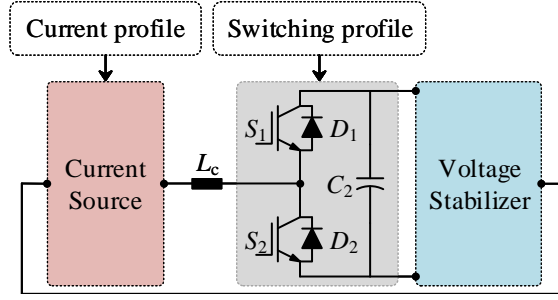 Current profile
Switching profile
S1
D1
Current
Source
Lc
C2
Voltage
Stabilizer
S2
D2